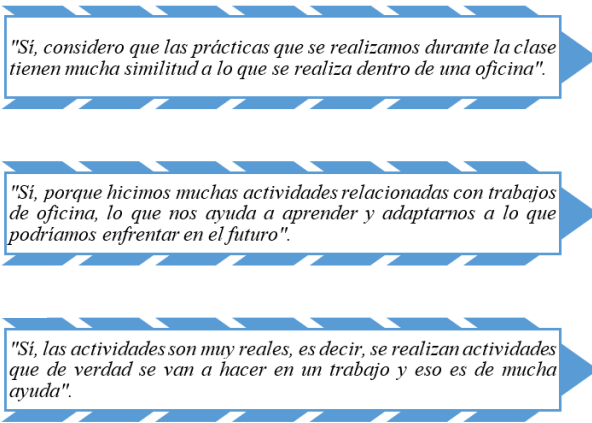 "Sí, considero que las prácticas que se realizamos durante la clase
tienen mucha similitud a lo que se realiza dentro de una oficina".
"Sí, porque hicimos muchas actividades relacionadas con trabajos
de oficina, lo que nos ayuda a aprender y adaptarnos a lo que
podríamos enfrentar en el futuro".
"Sí, las actividades son muy reales, es decir, se realizan actividades
que de verdad se van a hacer en un trabajo y eso es de mucha
ayuda".